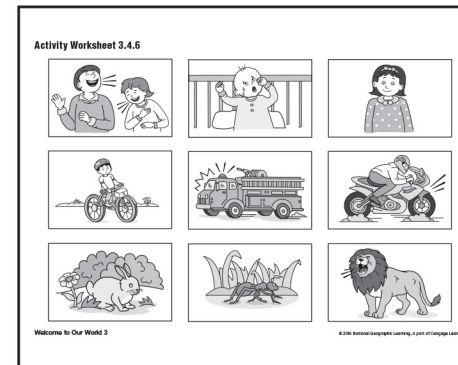 Activity Worksheet 3.4.6
Welcome to Our World 3
© 2016 National Geographic Learning, a part of Cengage Lear